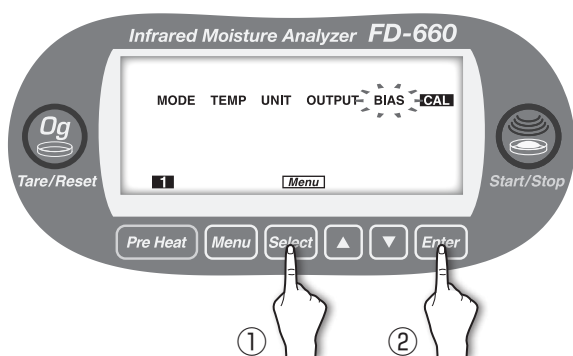 Infrared Moisture Analyzer FD-660
MODE TEMP UNIT OUTPUT BIAS CAL
0g
Tare/Reset
Start/Stop
1 Menu
Pre Heat Menu Select ▲ ▼ Enter
① ②